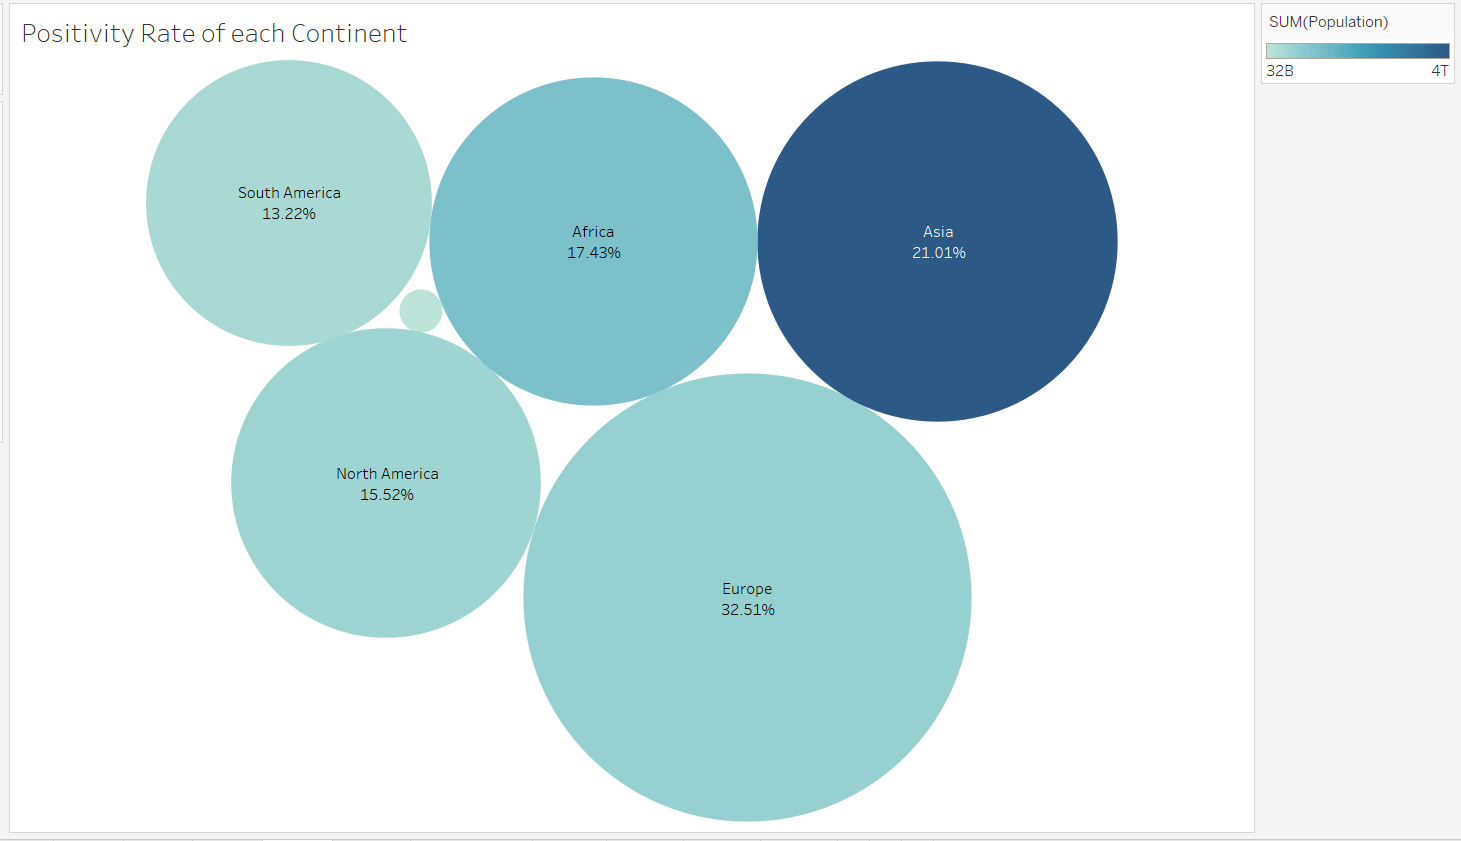 Positivity Rate of each Continent
SUM(Population)
32B 4T
South America
13.22%
Africa
17.43%
Asia
21.01%
North America
15.52%
Europe
32.51%